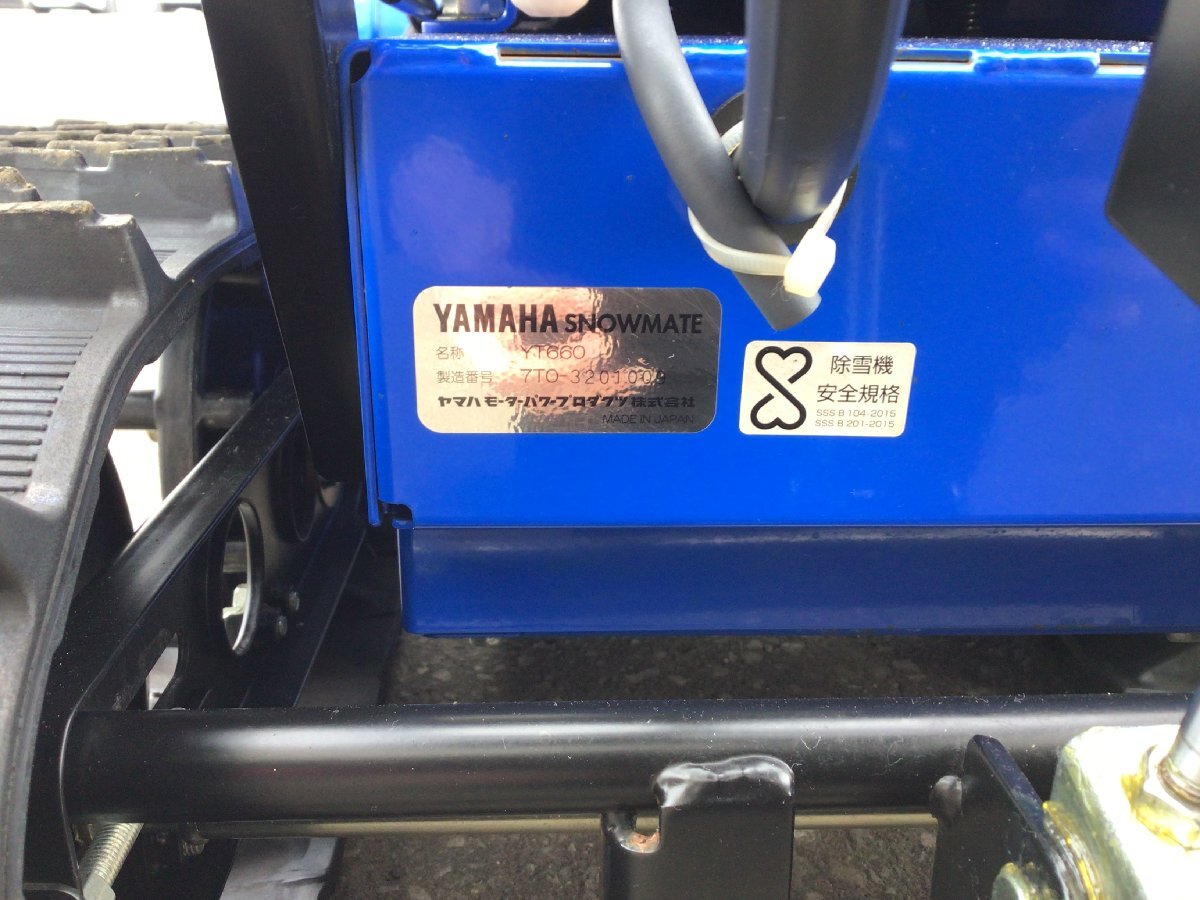 YAMAHA SNOWMATE
名称 YT660
製造番号 7TO-3201009
ヤマハモーターパワープロダクツ株式会社
MADE IN JAPAN
除雪機
安全規格
SSS B 104-2015
SSS B 201-2015